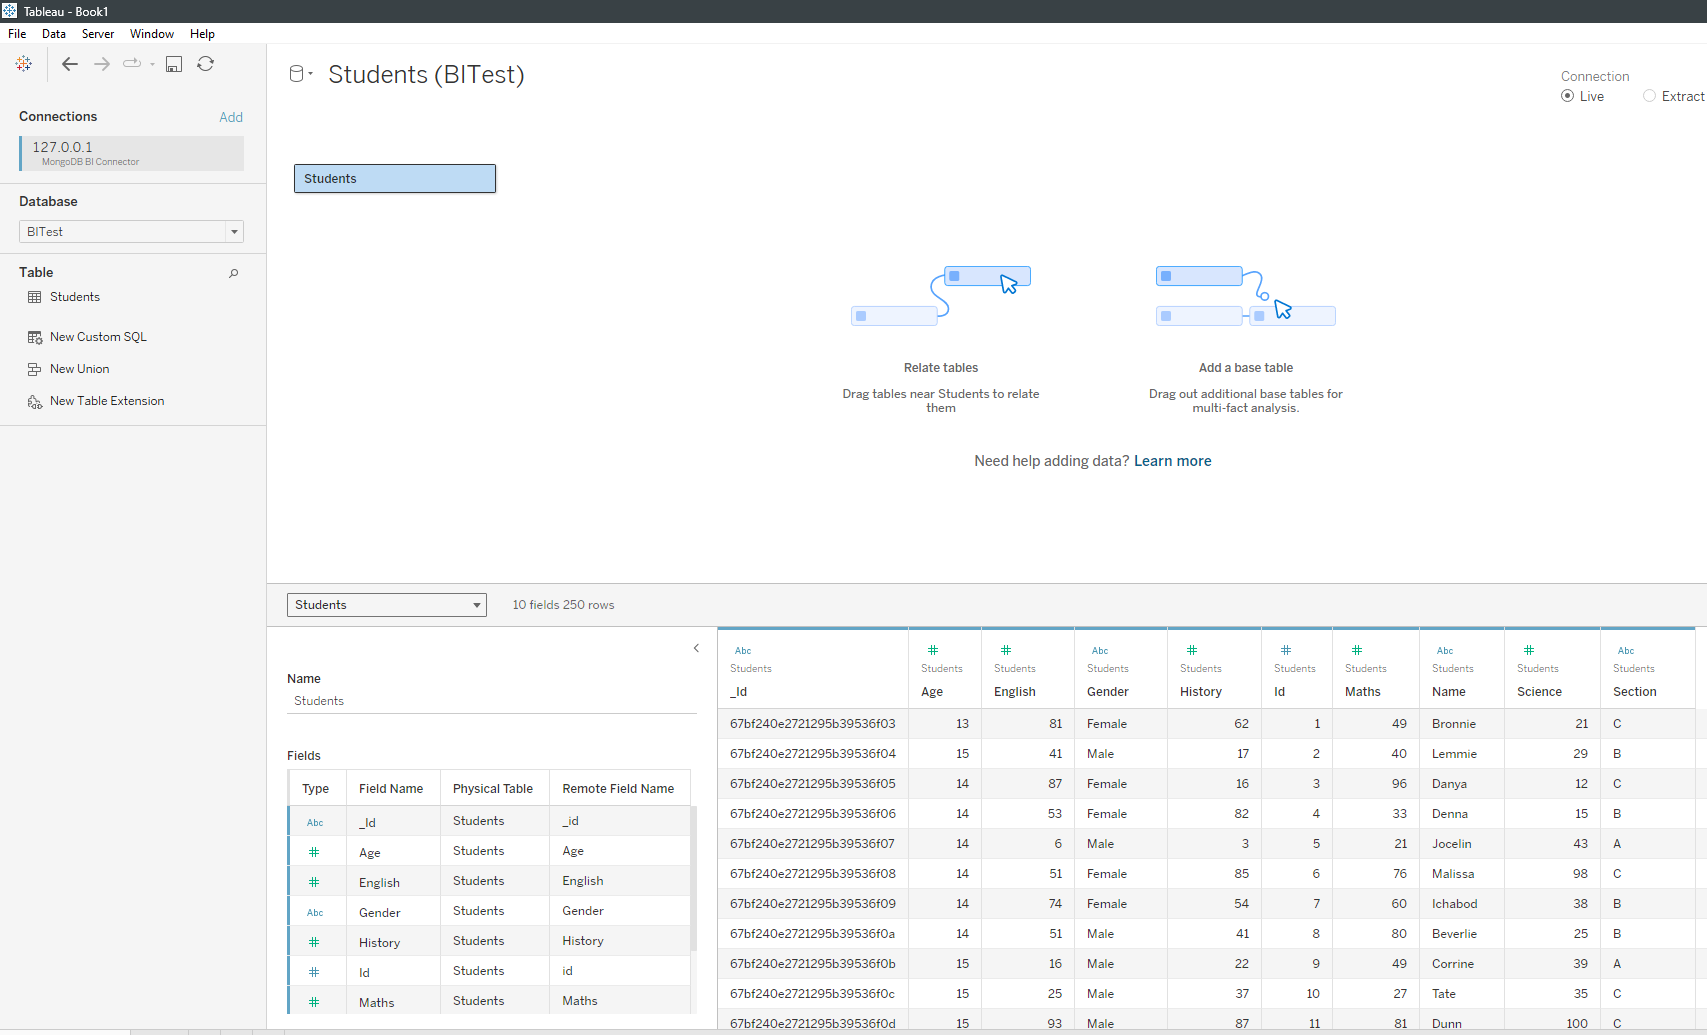 Tableau - Book1
File Data Server Window Help
Connections Add
127.0.0.1
MongoDB BI Connector
Database
BITest
Table
Students
New Custom SQL
New Union
New Table Extension
Students (BITest)
Connection
Live Extract
Students
Relate tables
Drag tables near Students to relate
them
Add a base table
Drag out additional base tables for
multi-fact analysis.
Need help adding data? Learn more
Students 10 fields 250 rows
Name
Students
Fields
Type Field Name Physical Table Remote Field Name
Abc _Id Students _id
# Age Students Age
# English Students English
Abc Gender Students Gender
# History Students History
# Id Students id
# Maths Students Maths
Abc # # Abc # # # Abc # Abc
Students Students Students Students Students Students Students Students Students Students
_Id Age English Gender History Id Maths Name Science Section
67bf240e2721295b39536f03 13 81 Female 62 1 49 Bronnie 21 C
67bf240e2721295b39536f04 15 41 Male 17 2 40 Lemmie 29 B
67bf240e2721295b39536f05 14 87 Female 16 3 96 Danya 12 C
67bf240e2721295b39536f06 14 53 Female 82 4 33 Denna 15 B
67bf240e2721295b39536f07 14 6 Male 3 5 21 Jocelin 43 A
67bf240e2721295b39536f08 14 51 Female 85 6 76 Malissa 98 C
67bf240e2721295b39536f09 14 74 Female 54 7 60 Ichabod 38 B
67bf240e2721295b39536f0a 14 51 Male 41 8 80 Beverlie 25 B
67bf240e2721295b39536f0b 15 16 Male 22 9 49 Corrine 39 A
67bf240e2721295b39536f0c 15 25 Male 37 10 27 Tate 35 C
67bf240e2721295b39536f0d 15 93 Male 87 11 81 Dunn 100 C